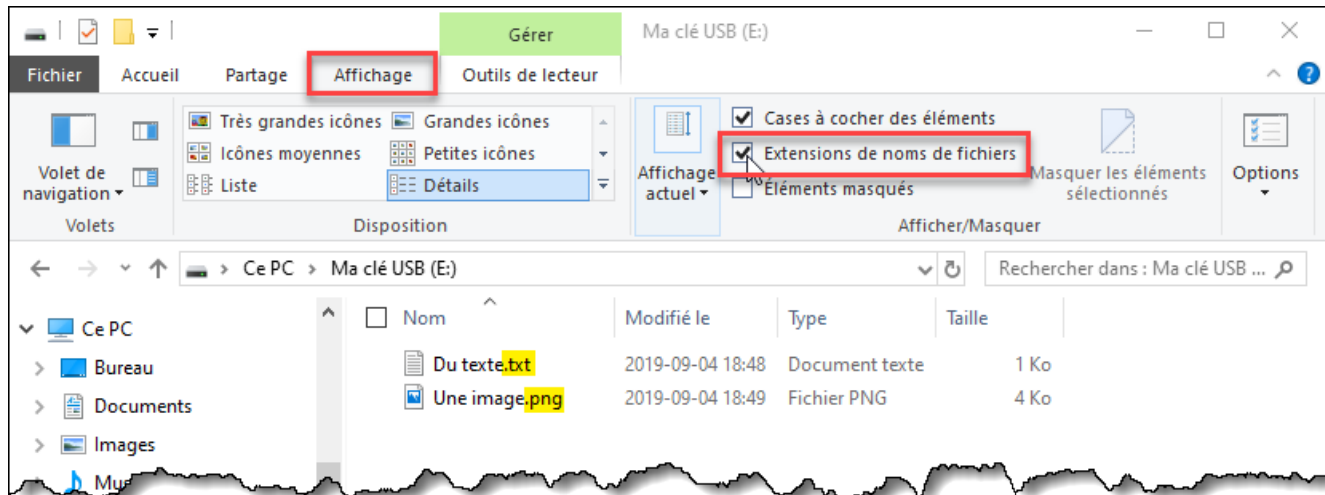 Gérer
Ma clé USB (E:)
Fichier Accueil Partage Affichage Outils de lecteur
Très grandes icônes Grandes icônes
Icônes moyennes Petites icônes
Liste Détails
Volet de
navigation
Affichage
actuel
Cases à cocher des éléments
Extensions de noms de fichiers
Éléments masqués
Masquer les éléments
sélectionnés
Options
Volets Disposition Afficher/Masquer
Ce PC > Ma clé USB (E:) Rechercher dans : Ma clé USB ...
Ce PC
Bureau
Documents
Images
Nom Modifié le Type Taille
Du texte.txt 2019-09-04 18:48 Document texte 1 Ko
Une image.png 2019-09-04 18:49 Fichier PNG 4 Ko